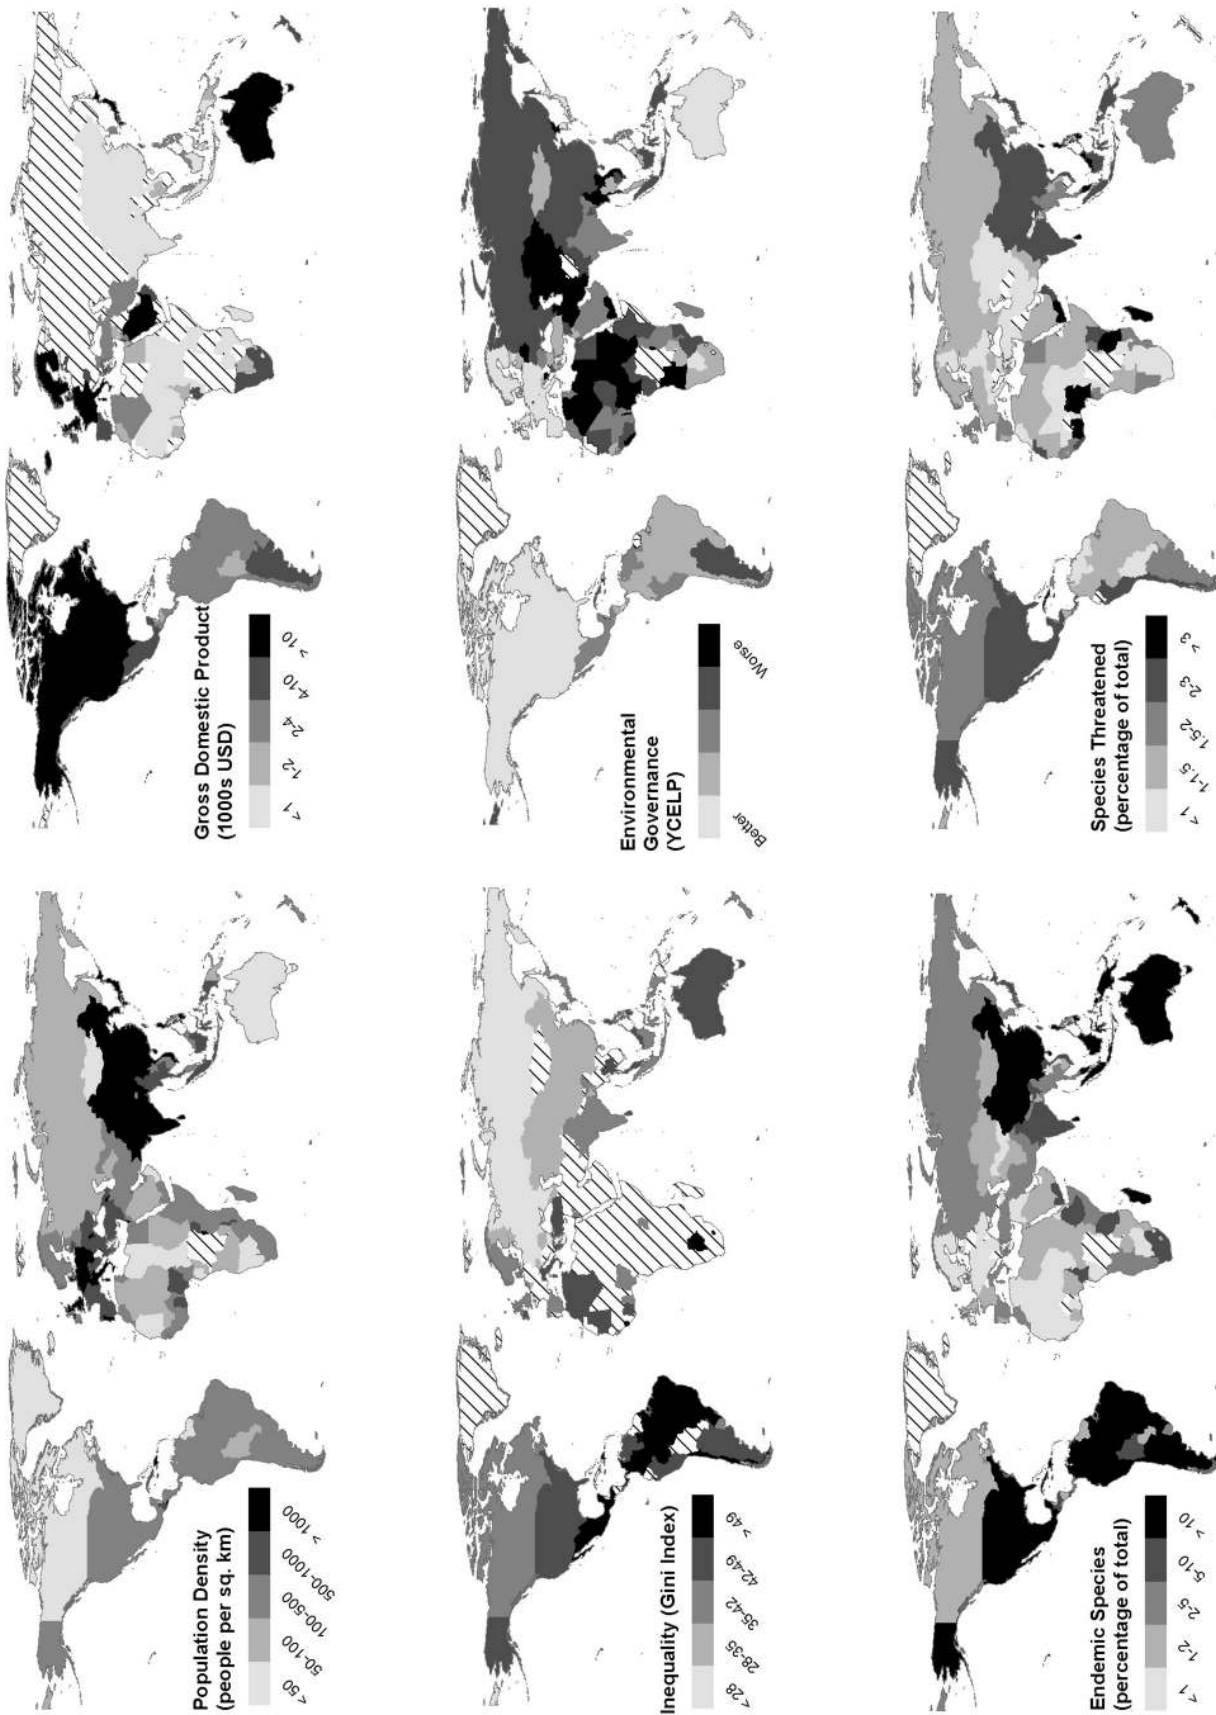 Population Density
(people per sq. km)
< 50
50-100
100-500
500-1000
> 1000
Gross Domestic Product
(1000s USD)
< 1
1-2
2-4
4-10
> 10
Inequality (Gini Index)
< 28
28-35
35-42
42-49
> 49
Environmental
Governance
(YCELP)
Better
Worse
Endemic Species
(percentage of total)
< 1
1-2
2-5
5-10
> 10
Species Threatened
(percentage of total)
< 1
1-1.5
1.5-2
2-3
> 3